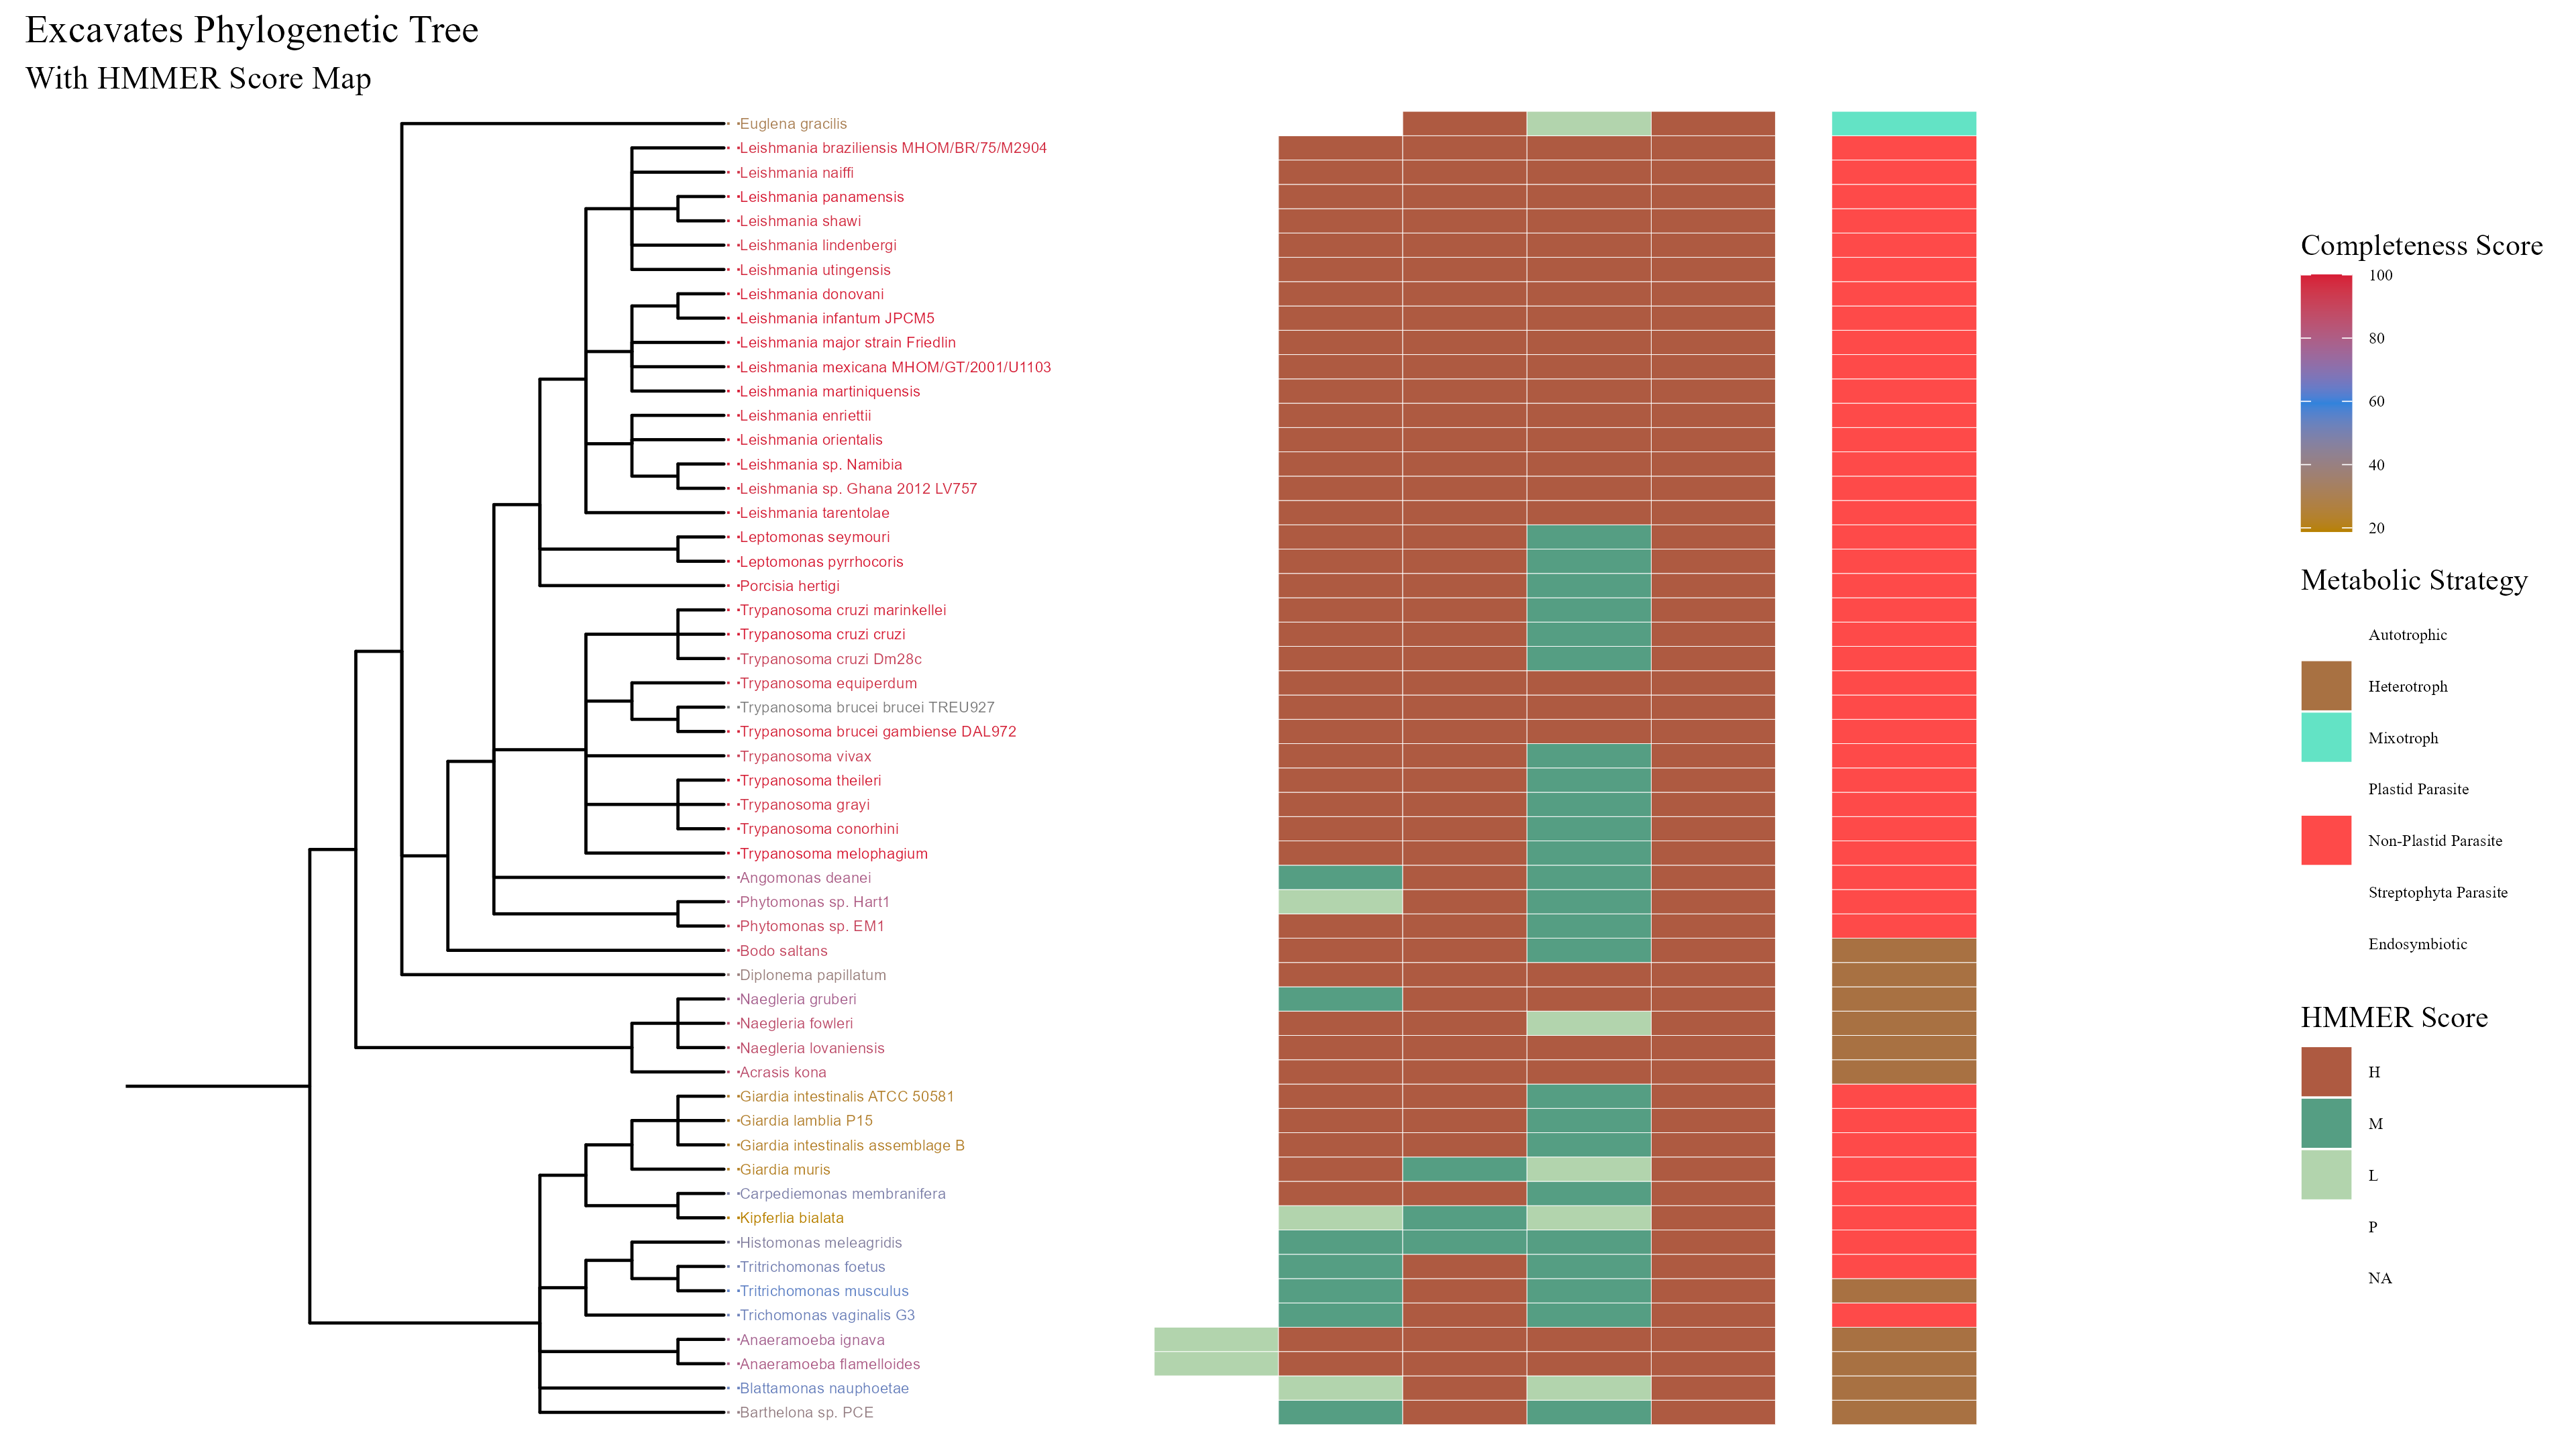 Excavates Phylogenetic Tree
With HMMER Score Map
Euglena gracilis
Leishmania braziliensis MHOM/BR/75/M2904
Leishmania naiffi
Leishmania panamensis
Leishmania shawi
Leishmania lindenbergi
Leishmania utingensis
Leishmania donovani
Leishmania infantum JPCM5
Leishmania major strain Friedlin
Leishmania mexicana MHOM/GT/2001/U1103
Leishmania martiniquensis
Leishmania enriettii
Leishmania orientalis
Leishmania sp. Namibia
Leishmania sp. Ghana 2012 LV757
Leishmania tarentolae
Leptomonas seymouri
Leptomonas pyrrhocoris
Porcisia hertigi
Trypanosoma cruzi marinkellei
Trypanosoma cruzi cruzi
Trypanosoma cruzi Dm28c
Trypanosoma equiperdum
Trypanosoma brucei brucei TREU927
Trypanosoma brucei gambiense DAL972
Trypanosoma vivax
Trypanosoma theileri
Trypanosoma grayi
Trypanosoma conorhini
Trypanosoma melophagium
Angomonas deanei
Phytomonas sp. Hart1
Phytomonas sp. EM1
Bodo saltans
Diplonema papillatum
Naegleria gruberi
Naegleria fowleri
Naegleria lovaniensis
Acrasis kona
Giardia intestinalis ATCC 50581
Giardia lamblia P15
Giardia intestinalis assemblage B
Giardia muris
Carpediemonas membranifera
Kipferlia bialata
Histomonas meleagridis
Tritrichomonas foetus
Tritrichomonas musculus
Trichomonas vaginalis G3
Anaeramoeba ignava
Anaeramoeba flamelloides
Blattamonas nauphoetae
Barthelona sp. PCE
Completeness Score
100
80
60
40
20
Metabolic Strategy
Autotrophic
Heterotroph
Mixotroph
Plastid Parasite
Non-Plastid Parasite
Streptophyta Parasite
Endosymbiotic
HMMER Score
H
M
L
P
NA